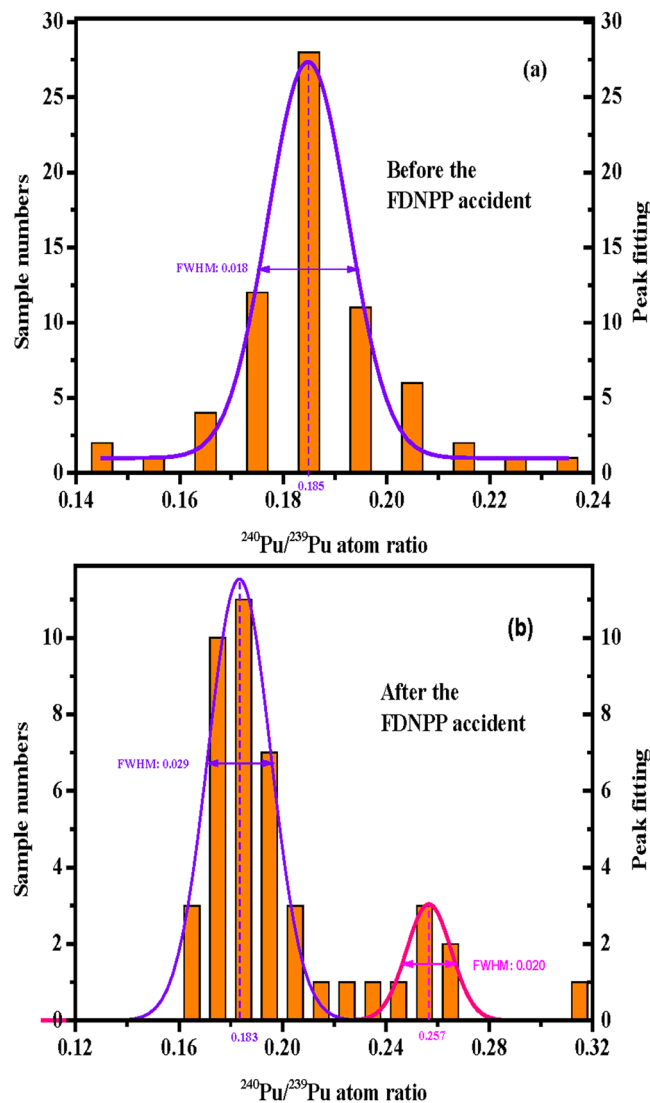 30
25
20
15
10
5
0
Sample numbers
(a)
Before the
FDNPP accident
FWHM: 0.018
30
25
20
15
10
5
0
Peak fitting
0.14
0.16
0.18
0.20
0.22
0.24
0.185
²⁴⁰Pu/²³⁹Pu atom ratio
10
8
6
4
2
0
Sample numbers
(b)
After the
FDNPP accident
FWHM: 0.029
FWHM: 0.020
10
8
6
4
2
0
Peak fitting
0.12
0.16
0.20
0.24
0.28
0.32
0.183
0.257
²⁴⁰Pu/²³⁹Pu atom ratio